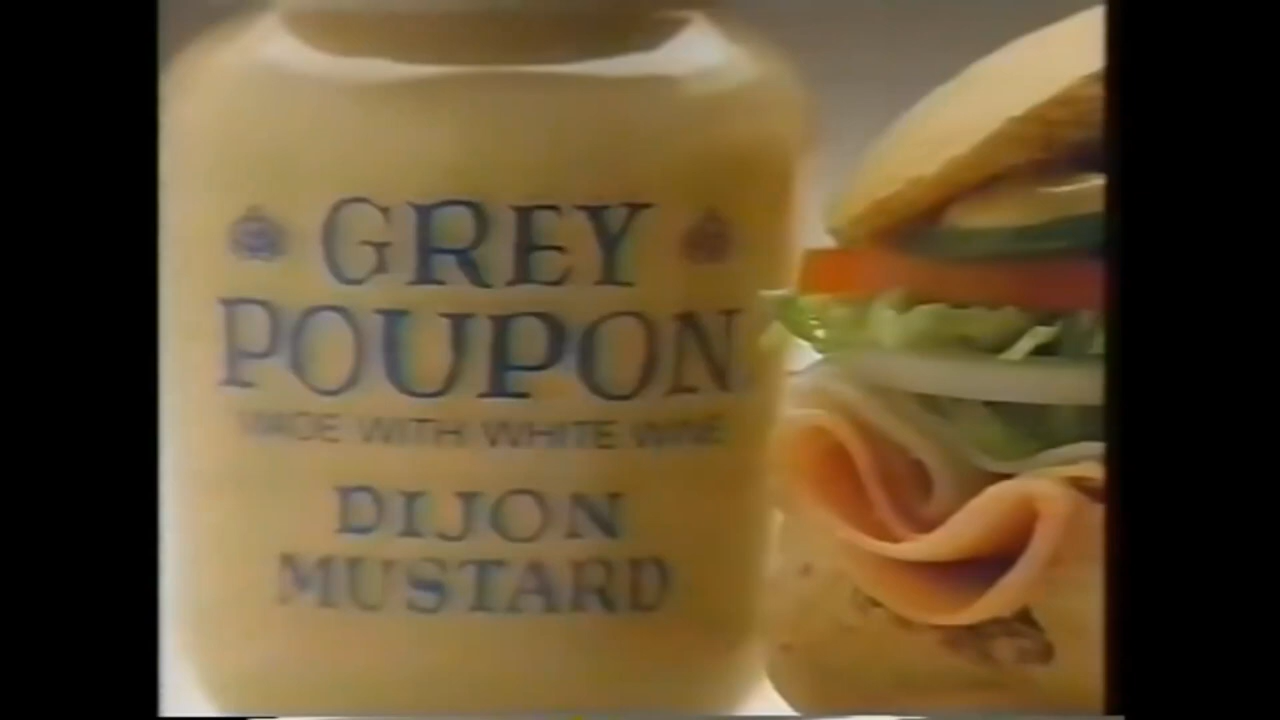 GREY
POUPON
MADE WITH WHITE WINE
DIJON
MUSTARD